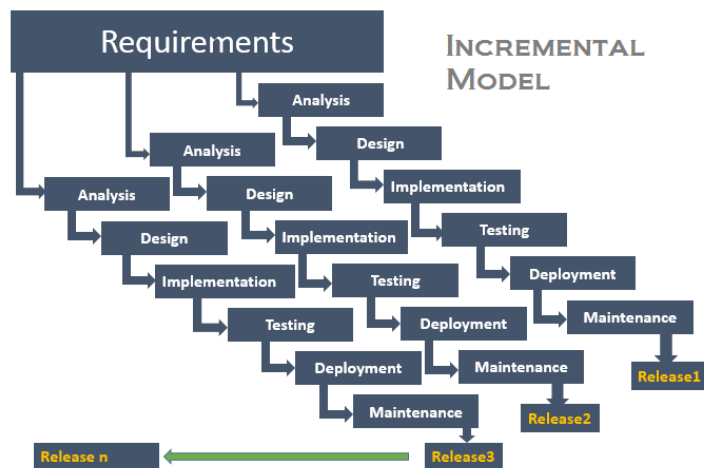 Requirements
INCREMENTAL
MODEL
Analysis
Design
Implementation
Testing
Deployment
Maintenance
Release1
Analysis
Design
Implementation
Testing
Deployment
Maintenance
Release2
Analysis
Design
Implementation
Testing
Deployment
Maintenance
Release3
Release n